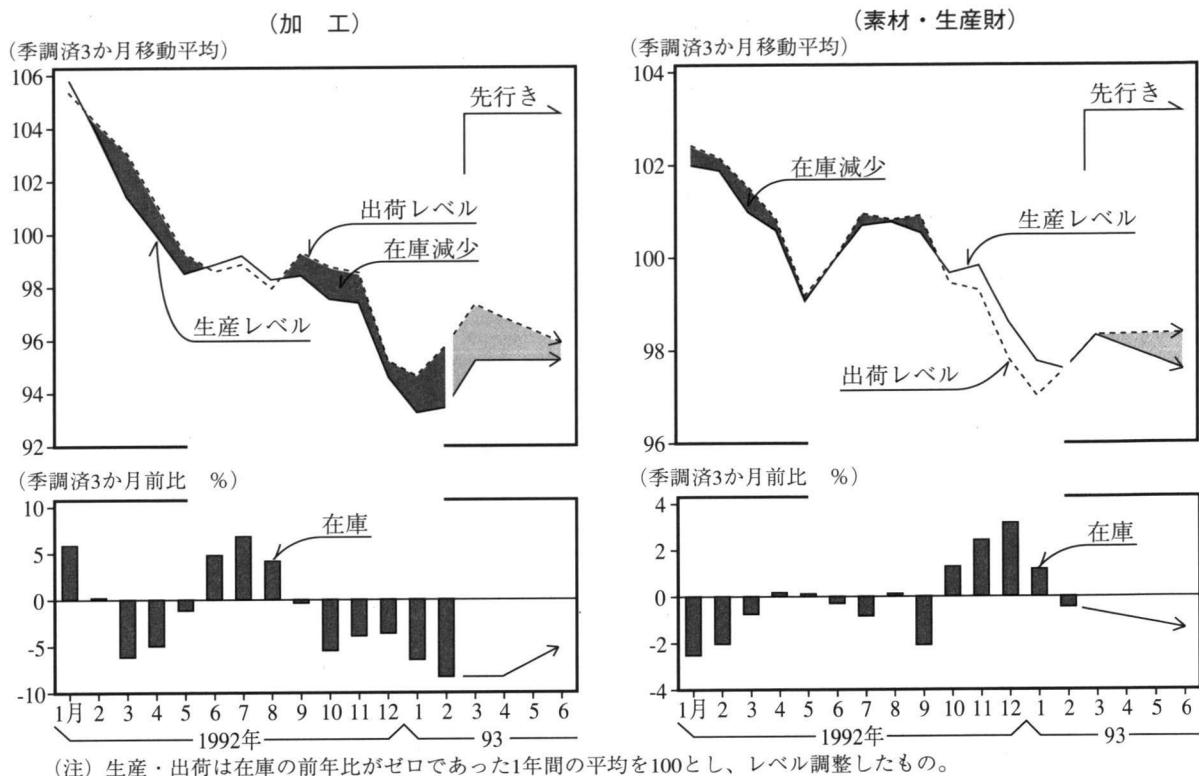 （加　工）
（季調済3か月移動平均）
106
104
102
100
98
96
94
92
先行き
出荷レベル
在庫減少
生産レベル
（季調済3か月前比　%）
10
5
0
-5
-10
在庫
1月 2 3 4 5 6 7 8 9 10 11 12 1 2 3 4 5 6
1992年 93
（素材・生産財）
（季調済3か月移動平均）
104
102
100
98
96
先行き
在庫減少
生産レベル
出荷レベル
（季調済3か月前比　%）
4
2
0
-2
-4
在庫
1月 2 3 4 5 6 7 8 9 10 11 12 1 2 3 4 5 6
1992年 93
（注）生産・出荷は在庫の前年比がゼロであった1年間の平均を100とし、レベル調整したもの。